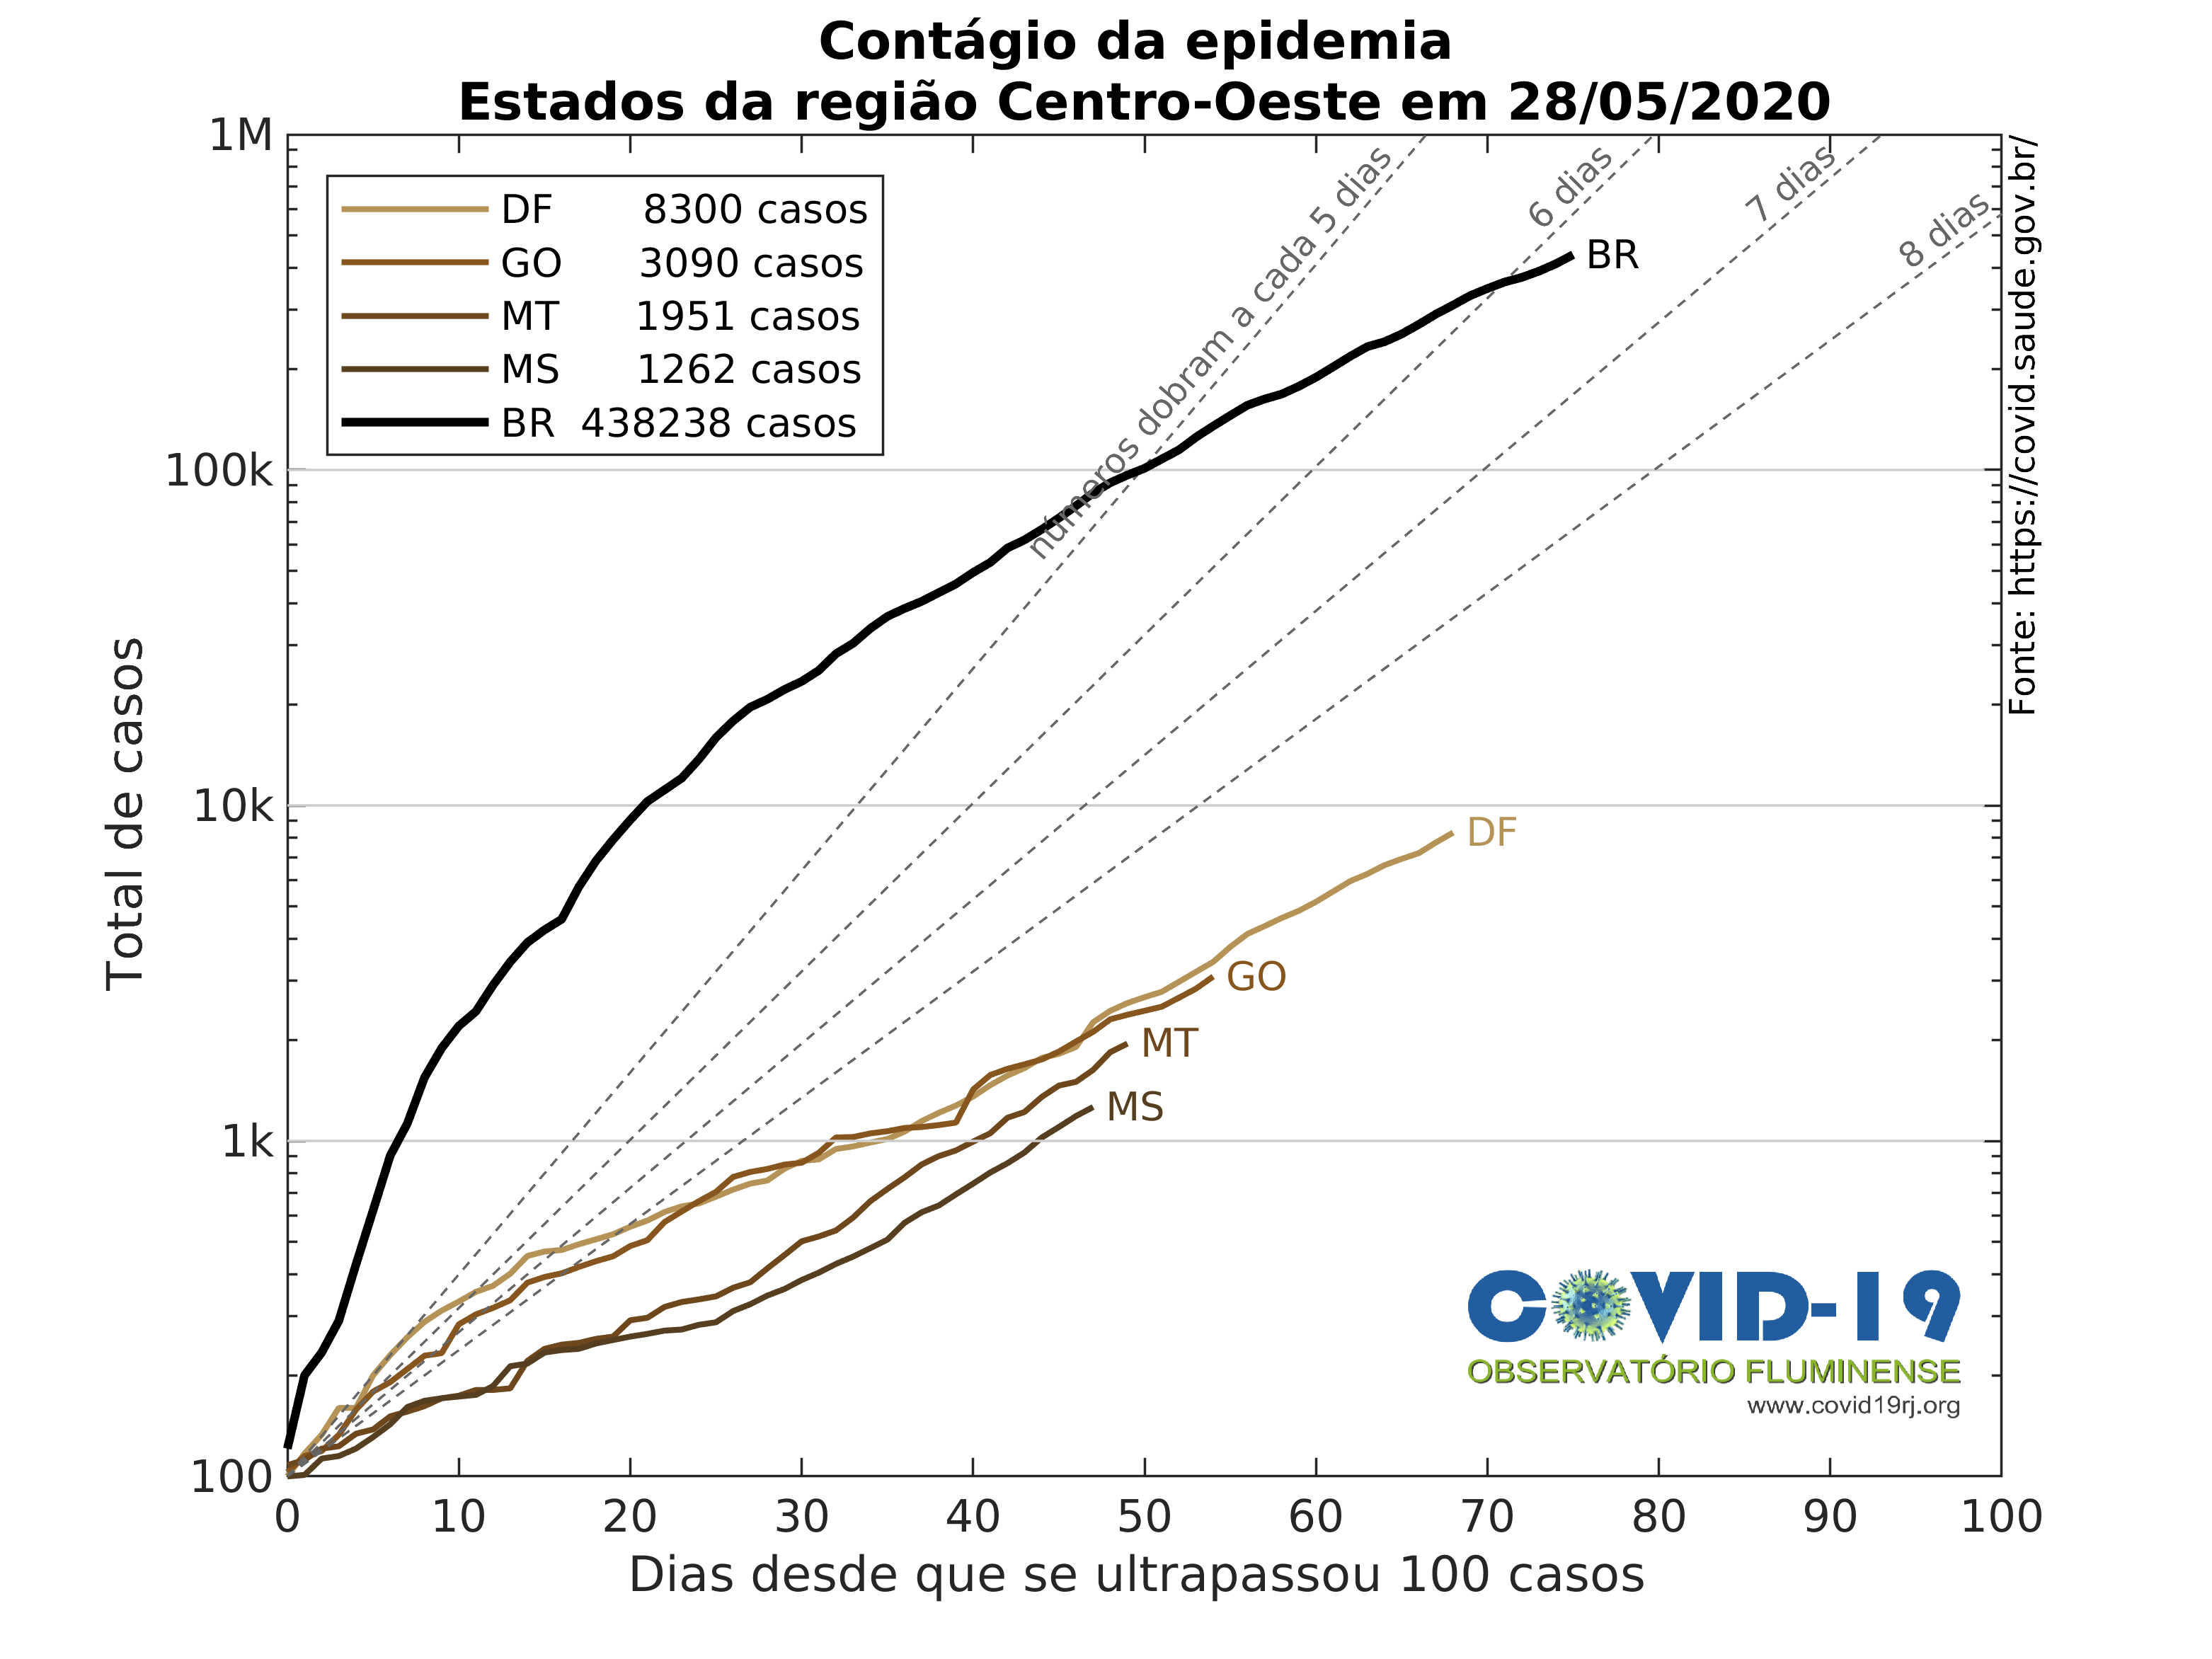 Contágio da epidemia
Estados da região Centro-Oeste em 28/05/2020
1M
100k
10k
1k
100
Total de casos
DF 8300 casos
GO 3090 casos
MT 1951 casos
MS 1262 casos
BR 438238 casos
números dobram a cada 5 dias
6 dias
7 dias
8 dias
BR
DF
GO
MT
MS
Fonte: https://covid.saude.gov.br/
COVID-19
OBSERVATÓRIO FLUMINENSE
www.covid19rj.org
0 10 20 30 40 50 60 70 80 90 100
Dias desde que se ultrapassou 100 casos